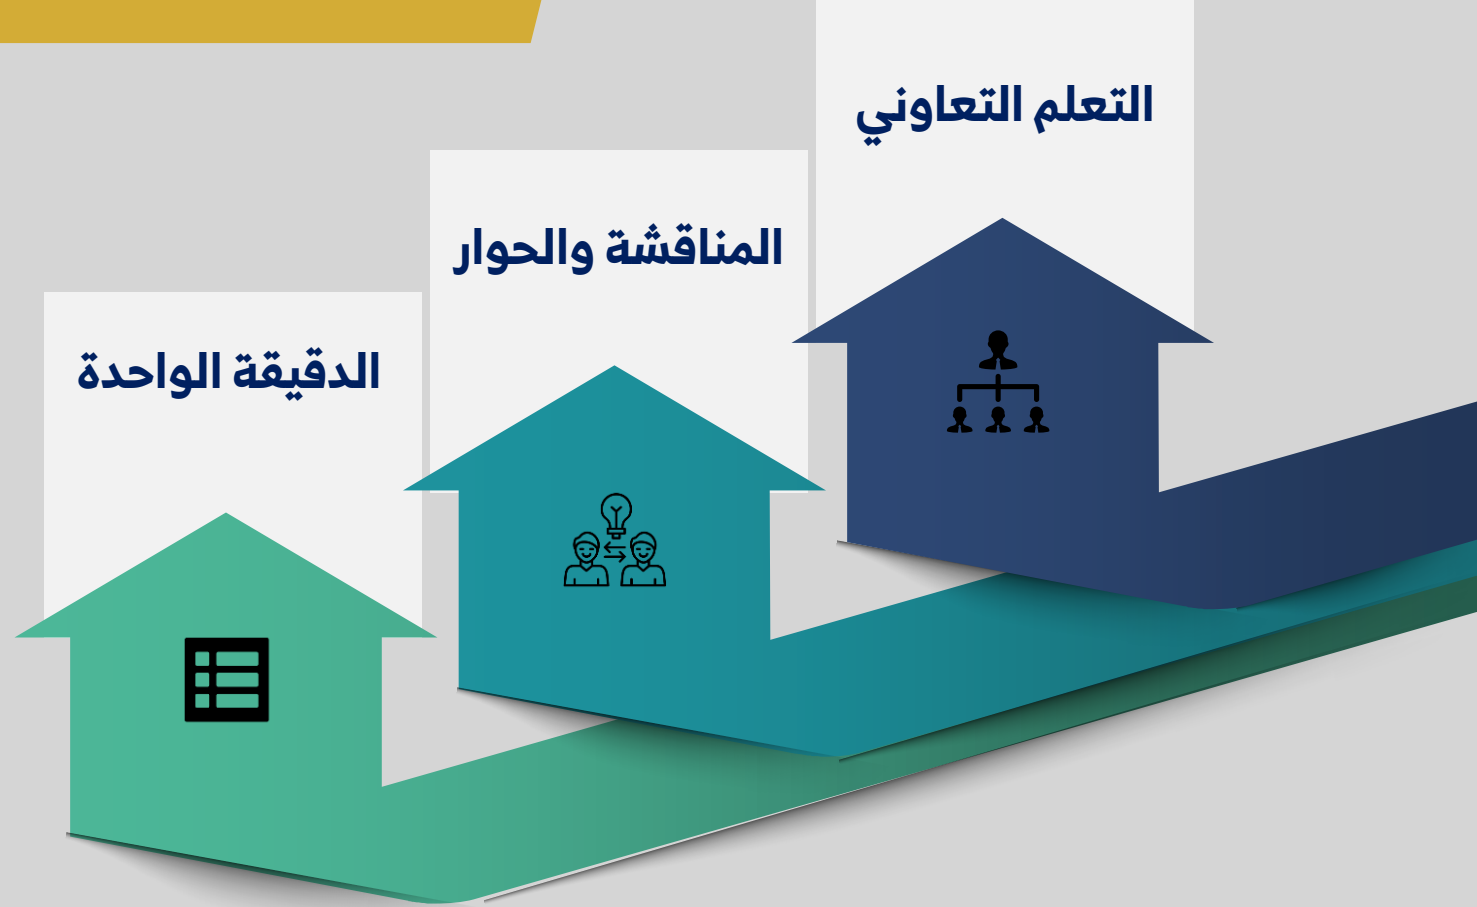 التعلم التعاوني
المناقشة والحوار
الدقيقة الواحدة